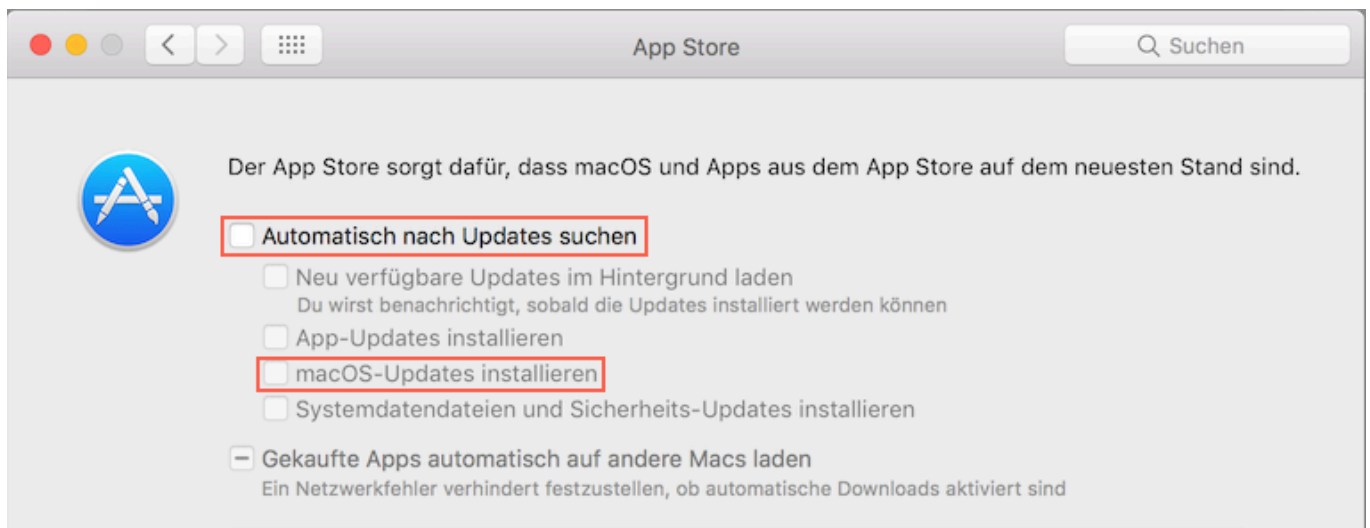 App Store
Suchen
Der App Store sorgt dafür, dass macOS und Apps aus dem App Store auf dem neuesten Stand sind.
Automatisch nach Updates suchen
Neu verfügbare Updates im Hintergrund laden
Du wirst benachrichtigt, sobald die Updates installiert werden können
App-Updates installieren
macOS-Updates installieren
Systemdatendateien und Sicherheits-Updates installieren
Gekaufte Apps automatisch auf andere Macs laden
Ein Netzwerkfehler verhindert festzustellen, ob automatische Downloads aktiviert sind